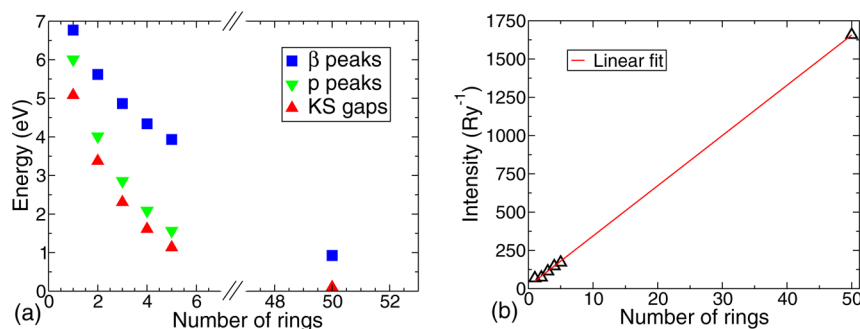 7
6
5
4
3
2
1
0
Energy (eV)
β peaks
p peaks
KS gaps
0 2 4 6 48 50 52
(a) Number of rings
1750
1500
1250
1000
750
500
250
0
Intensity (Ry⁻¹)
Linear fit
0 10 20 30 40 50
(b) Number of rings